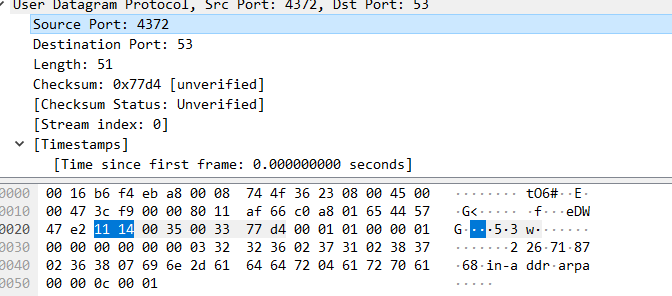 User Datagram Protocol, Src Port: 4372, Dst Port: 53
Source Port: 4372
Destination Port: 53
Length: 51
Checksum: 0x77d4 [unverified]
[Checksum Status: Unverified]
[Stream index: 0]
[Timestamps]
[Time since first frame: 0.000000000 seconds]
0000 00 16 b6 f4 eb a8 00 08 74 4f 36 23 08 00 45 00 ········ tO6#··E·
0010 00 47 3c f9 00 00 80 11 af 66 c0 a8 01 65 44 57 ·G<····· ·f···eDW
0020 47 e2 11 14 00 35 00 33 77 d4 00 01 01 00 00 01 G····5·3 w·······
0030 00 00 00 00 00 00 03 32 32 36 02 37 31 02 38 37 ·······2 26·71·87
0040 02 36 38 07 69 6e 2d 61 64 64 72 04 61 72 70 61 ·68·in-a ddr·arpa
0050 00 00 0c 00 01 ·····